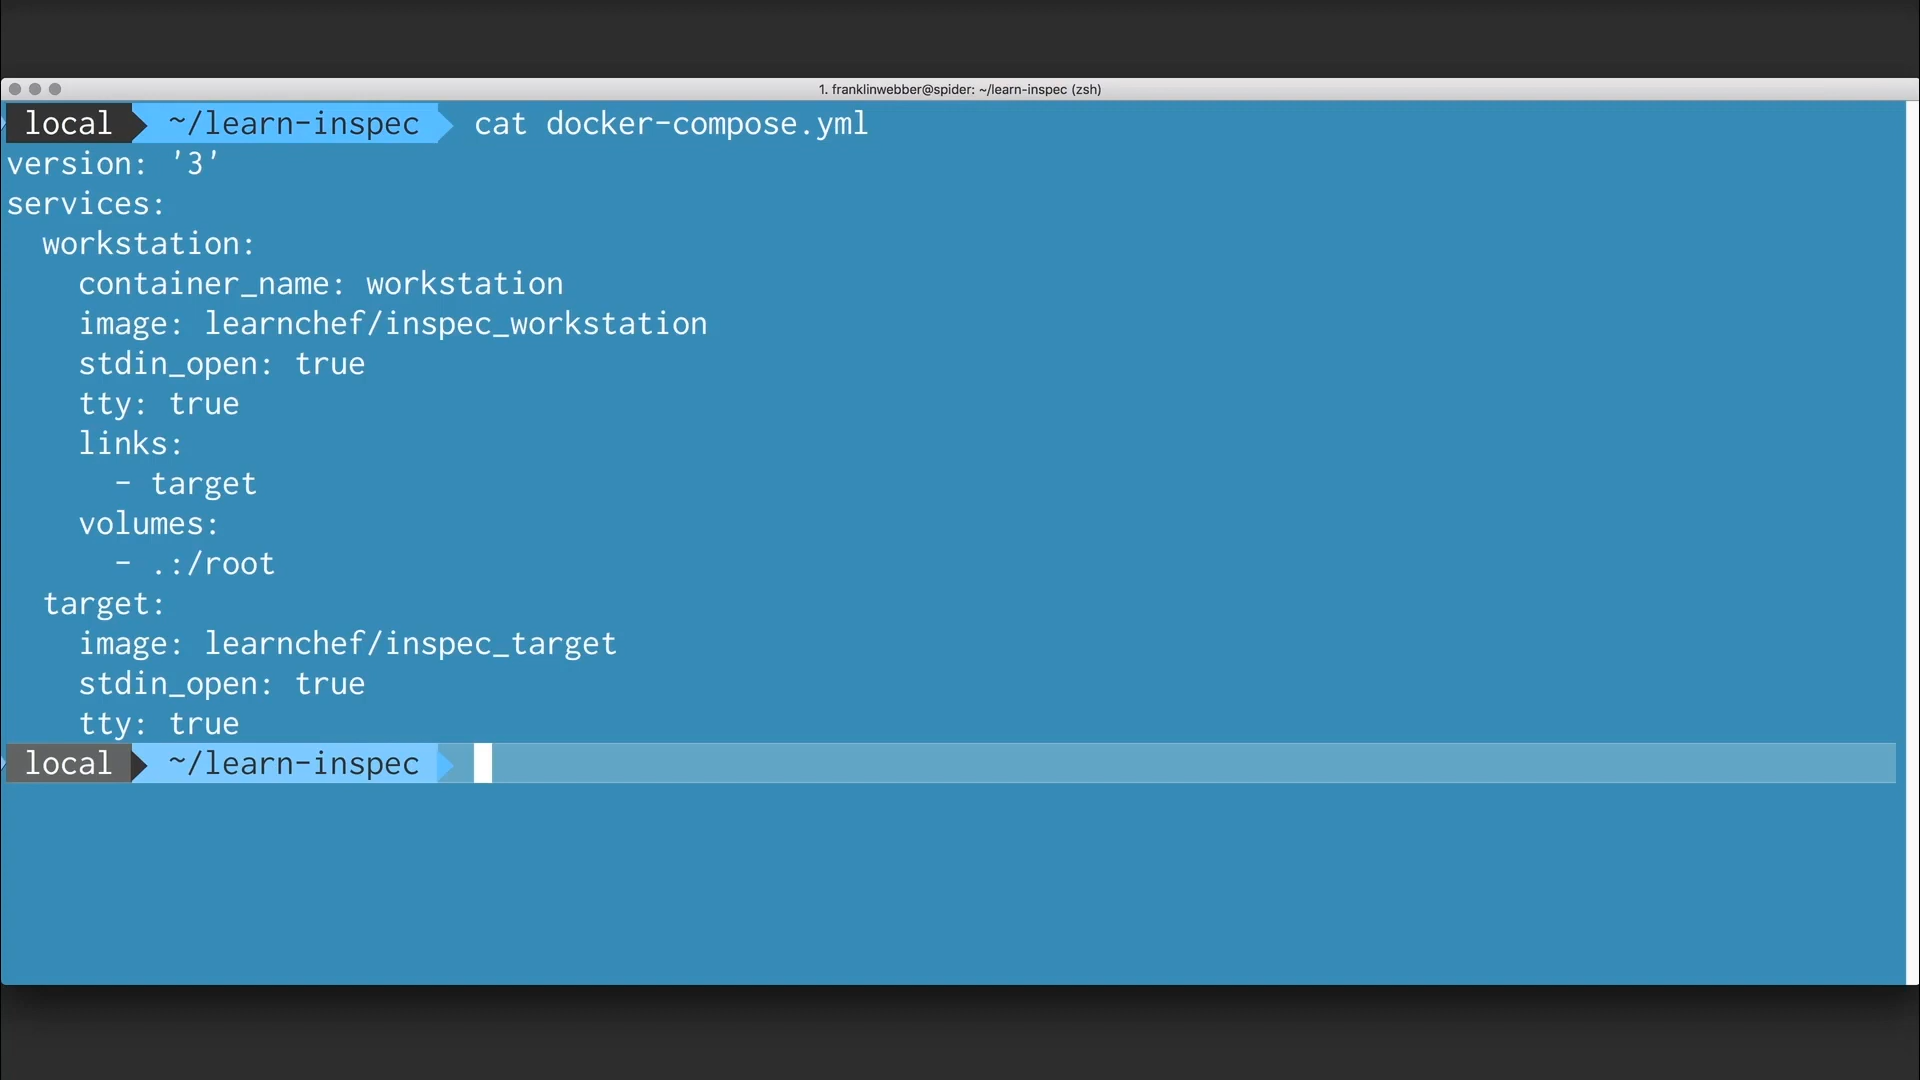 1. franklinwebber@spider: ~/learn-inspec (zsh)
local ~/learn-inspec cat docker-compose.yml
version: '3'
services:
  workstation:
    container_name: workstation
    image: learnchef/inspec_workstation
    stdin_open: true
    tty: true
    links:
      - target
    volumes:
      - .:/root
  target:
    image: learnchef/inspec_target
    stdin_open: true
    tty: true
local ~/learn-inspec